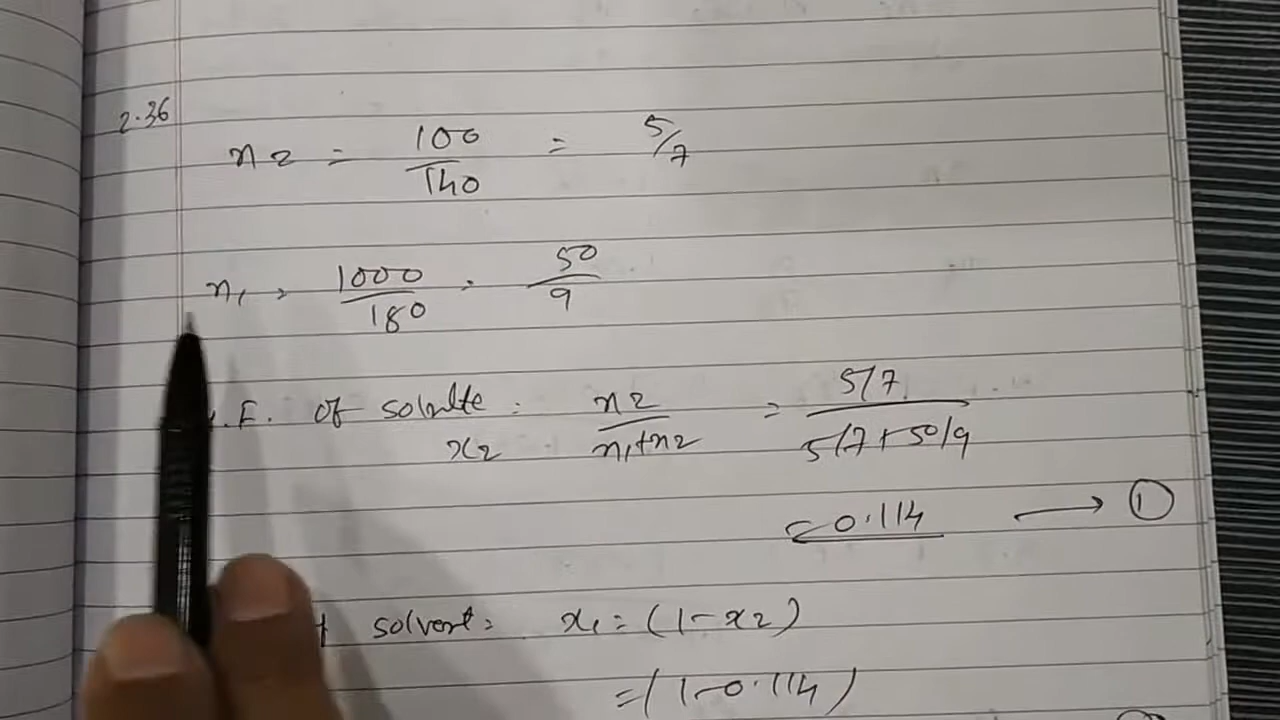 2.36
n2 = 100/140 = 5/7
n1 = 1000/180 = 50/9
.F. of solute : n2/n1+n2 = 5/7/5/7+50/9
x2
= 0.114 → ①
solvent = x1 = (1-x2)
= (1-0.114)